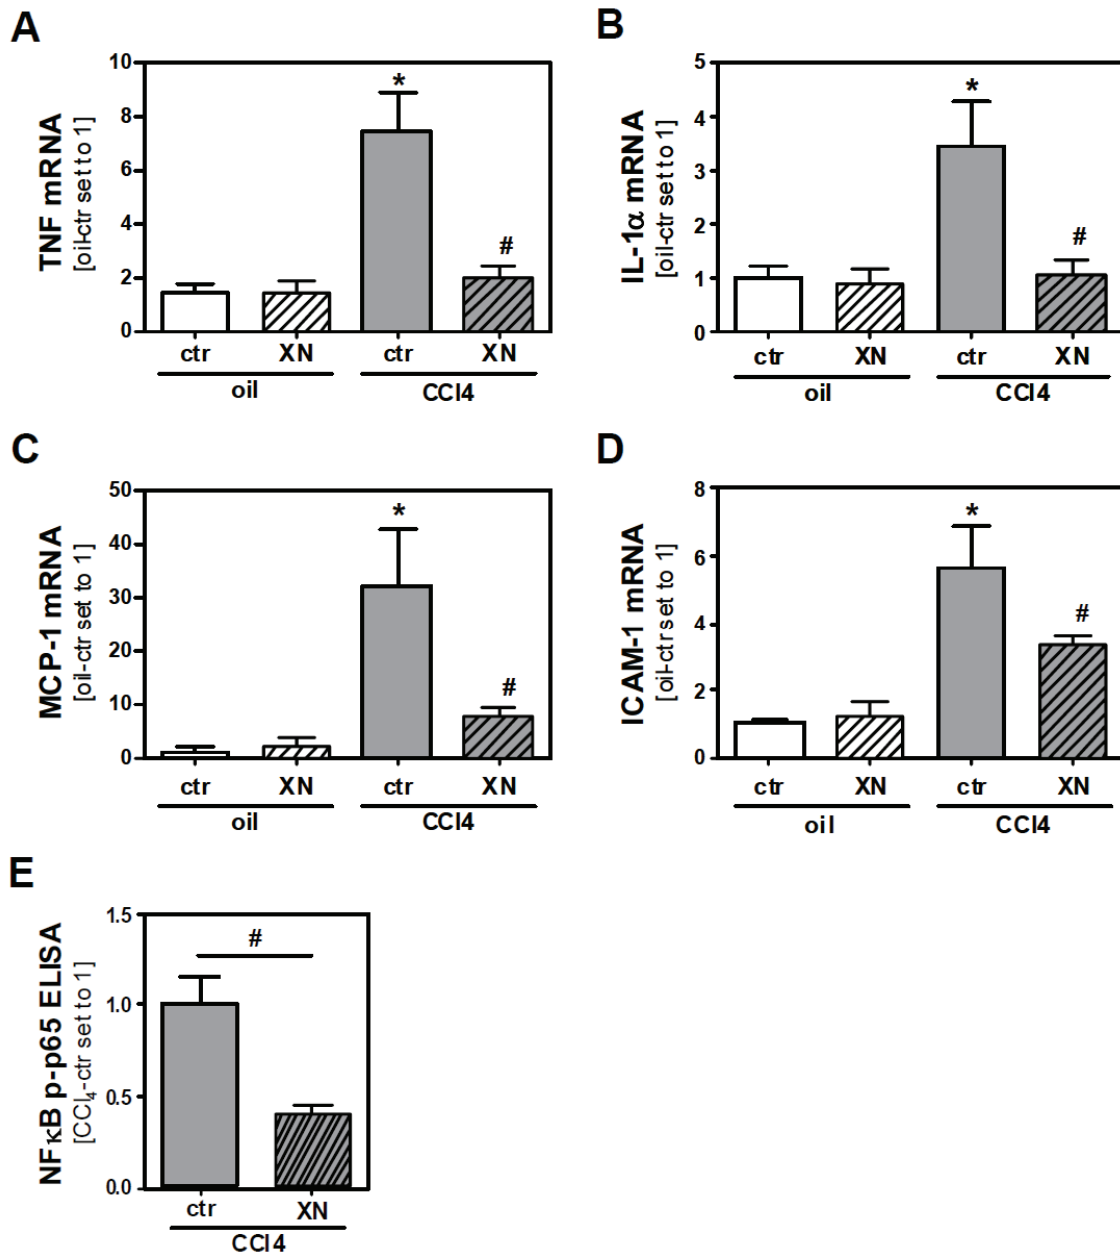 A
TNF mRNA
[oil-ctr set to 1]
10
8
6
4
2
0
*
#
ctr XN ctr XN
oil CCl4
B
IL-1α mRNA
[oil-ctr set to 1]
5
4
3
2
1
0
*
#
ctr XN ctr XN
oil CCl4
C
MCP-1 mRNA
[oil-ctr set to 1]
50
40
30
20
10
0
*
#
ctr XN ctr XN
oil CCl4
D
ICAM-1 mRNA
[oil-ctr set to 1]
8
6
4
2
0
*
#
ctr XN ctr XN
oil CCl4
E
NFκB p-p65 ELISA
[CCl₄-ctr set to 1]
1.5
1.0
0.5
0.0
#
ctr XN
CCl4